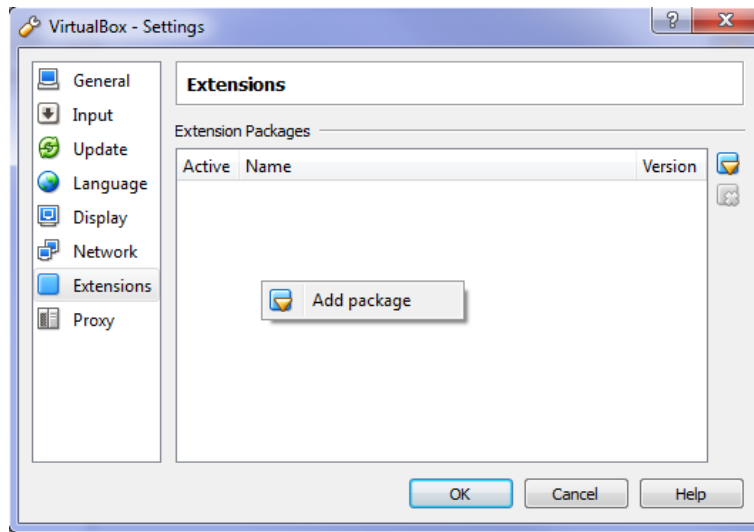 VirtualBox - Settings
?
General
Input
Update
Language
Display
Network
Extensions
Proxy
Extensions
Extension Packages
Active Name Version
Add package
OK Cancel Help